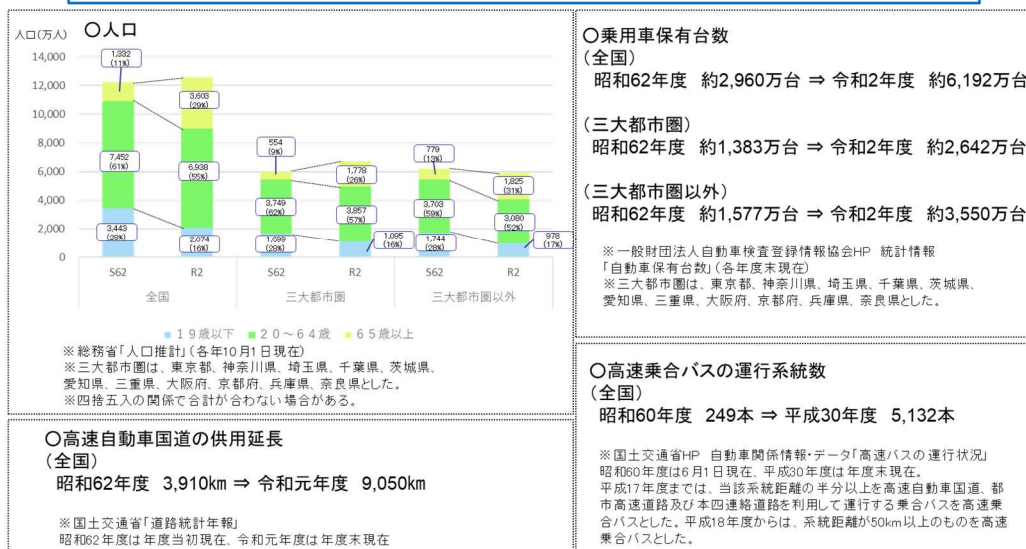 〇人口
人口(万人)
14,000
12,000
10,000
8,000
6,000
4,000
2,000
0
1,332
(11%)
7,452
(61%)
3,443
(28%)
3,603
(29%)
6,938
(55%)
2,074
(16%)
554
(9%)
3,749
(62%)
1,699
(28%)
1,778
(26%)
3,857
(57%)
1,095
(16%)
779
(13%)
3,703
(59%)
1,744
(28%)
1,825
(31%)
3,080
(52%)
978
(17%)
S62 R2 S62 R2 S62 R2
全国 三大都市圏 三大都市圏以外
19歳以下 20～64歳 65歳以上
※総務省「人口推計」(各年10月1日現在)
※三大都市圏は、東京都、神奈川県、埼玉県、千葉県、茨城県、
愛知県、三重県、大阪府、京都府、兵庫県、奈良県とした。
※四捨五入の関係で合計が合わない場合がある。
〇高速自動車国道の供用延長
(全国)
昭和62年度 3,910km ⇒ 令和元年度 9,050km
※国土交通省「道路統計年報」
昭和62年度は年度当初現在、令和元年度は年度末現在
〇乗用車保有台数
(全国)
昭和62年度 約2,960万台 ⇒ 令和2年度 約6,192万台
(三大都市圏)
昭和62年度 約1,383万台 ⇒ 令和2年度 約2,642万台
(三大都市圏以外)
昭和62年度 約1,577万台 ⇒ 令和2年度 約3,550万台
※一般財団法人自動車検査登録情報協会HP 統計情報
「自動車保有台数」(各年度末現在)
※三大都市圏は、東京都、神奈川県、埼玉県、千葉県、茨城県、
愛知県、三重県、大阪府、京都府、兵庫県、奈良県とした。
〇高速乗合バスの運行系統数
(全国)
昭和60年度 249本 ⇒ 平成30年度 5,132本
※国土交通省HP 自動車関係情報・データ「高速バスの運行状況」
昭和60年度は6月1日現在、平成30年度は年度末現在。
平成17年度までは、当該系統距離の半分以上を高速自動車国道、都
市高速道路及び本四連絡道路を利用して運行する乗合バスを高速乗
合バスとした。平成18年度からは、系統距離が50km以上のものを高速
乗合バスとした。